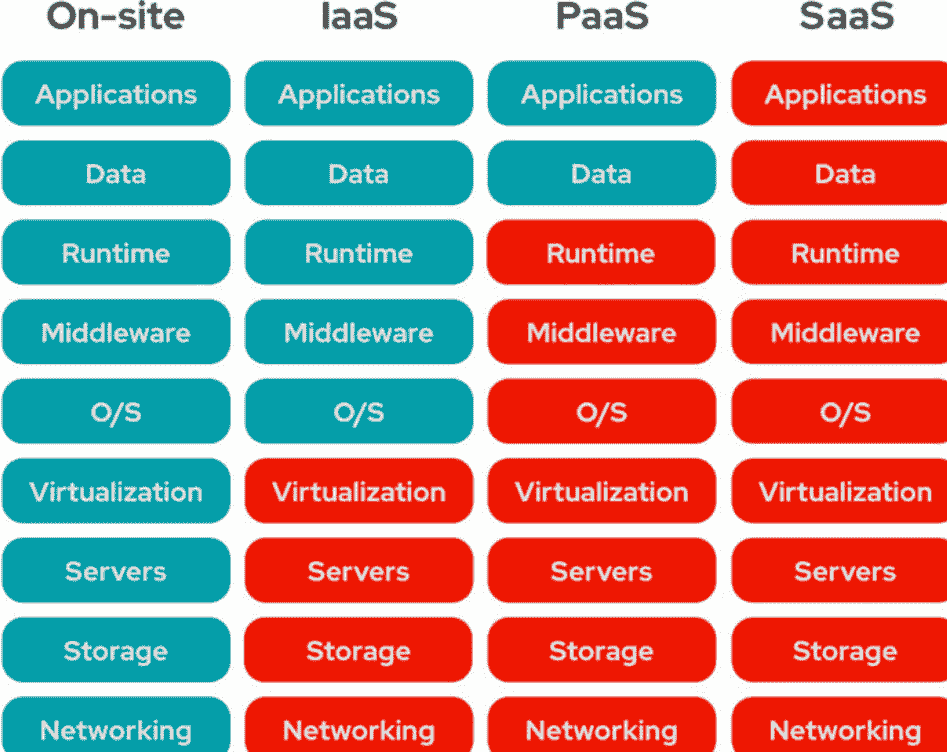 On-site IaaS PaaS SaaS
Applications Applications Applications Applications
Data Data Data Data
Runtime Runtime Runtime Runtime
Middleware Middleware Middleware Middleware
O/S O/S O/S O/S
Virtualization Virtualization Virtualization Virtualization
Servers Servers Servers Servers
Storage Storage Storage Storage
Networking Networking Networking Networking